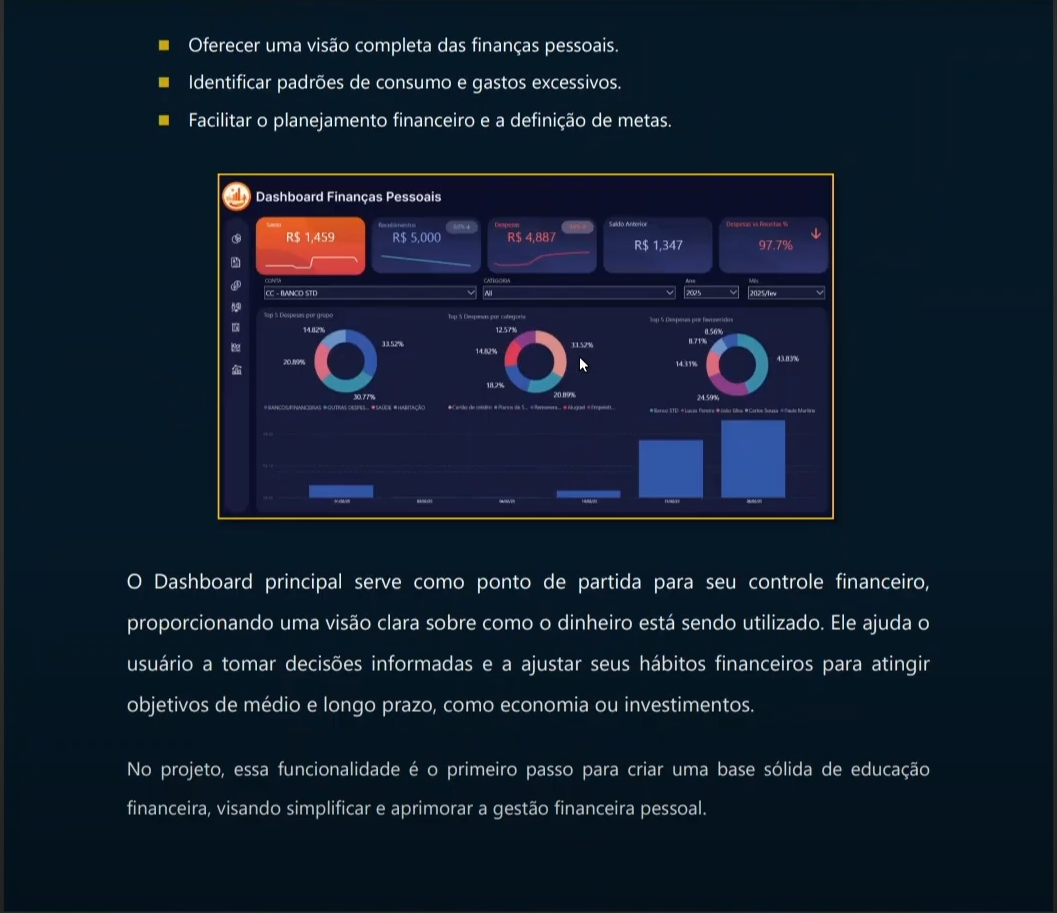 Oferecer uma visão completa das finanças pessoais.
Identificar padrões de consumo e gastos excessivos.
Facilitar o planejamento financeiro e a definição de metas.
Dashboard Finanças Pessoais
Saldo
R$ 1,459
Recebimentos
R$ 5,000
Despesas
R$ 4,887
Saldo Anterior
R$ 1,347
Despesas vs Receitas %
97.7%
CONTA
CC - BANCO STD
CATEGORIA
All
Ano
2025
Mês
2025/fev
Top 5 Despesas por grupo
14.82%
33.52%
20.89%
30.77%
BANCOS/FINANCEIRAS OUTRAS DESPES... SAÚDE HABITAÇÃO
Top 5 Despesas por categoria
12.57%
33.52%
14.82%
18.2%
20.89%
Cartão de crédito Planos de S... Aluguel
Top 5 Despesas por
8.56%
8.71%
43.83%
14.31%
24.59%
Banco STD Lucas Pereira João Silva Carlos Souza Paulo Martins
O Dashboard principal serve como ponto de partida para seu controle financeiro,
proporcionando uma visão clara sobre como o dinheiro está sendo utilizado. Ele ajuda o
usuário a tomar decisões informadas e a ajustar seus hábitos financeiros para atingir
objetivos de médio e longo prazo, como economia ou investimentos.
No projeto, essa funcionalidade é o primeiro passo para criar uma base sólida de educação
financeira, visando simplificar e aprimorar a gestão financeira pessoal.